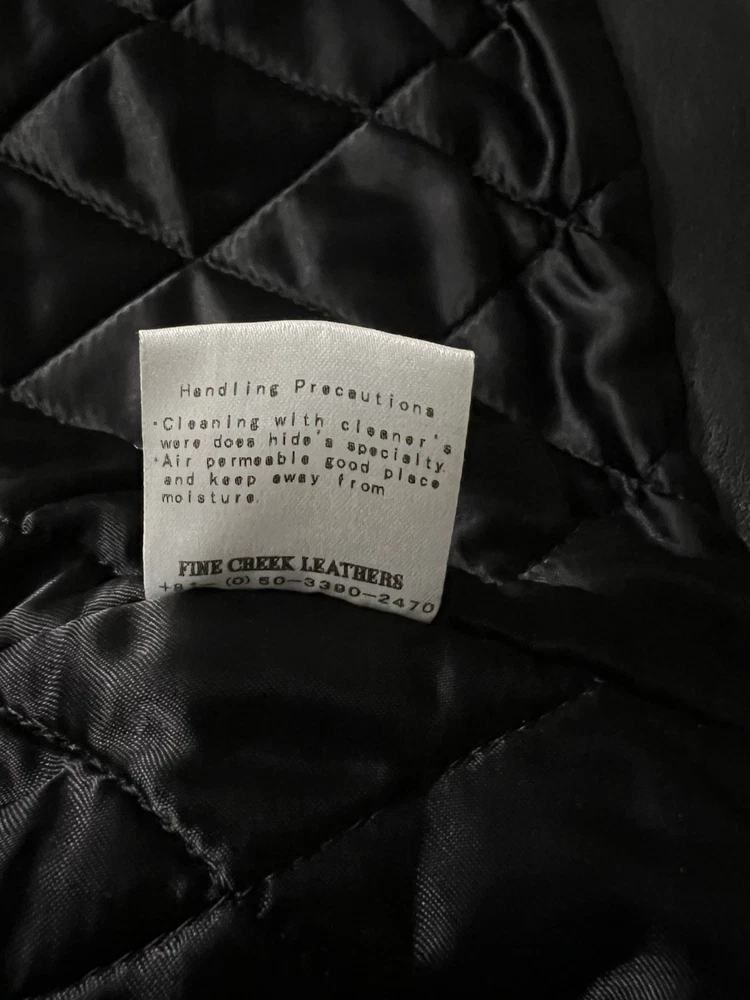 Handling Precautions
·Cleaning with cleaner's
were does hide's specialty.
·Air permeable good place
and keep away from
moisture.
FINE CREEK LEATHERS
+81-(0)50-3390-2470